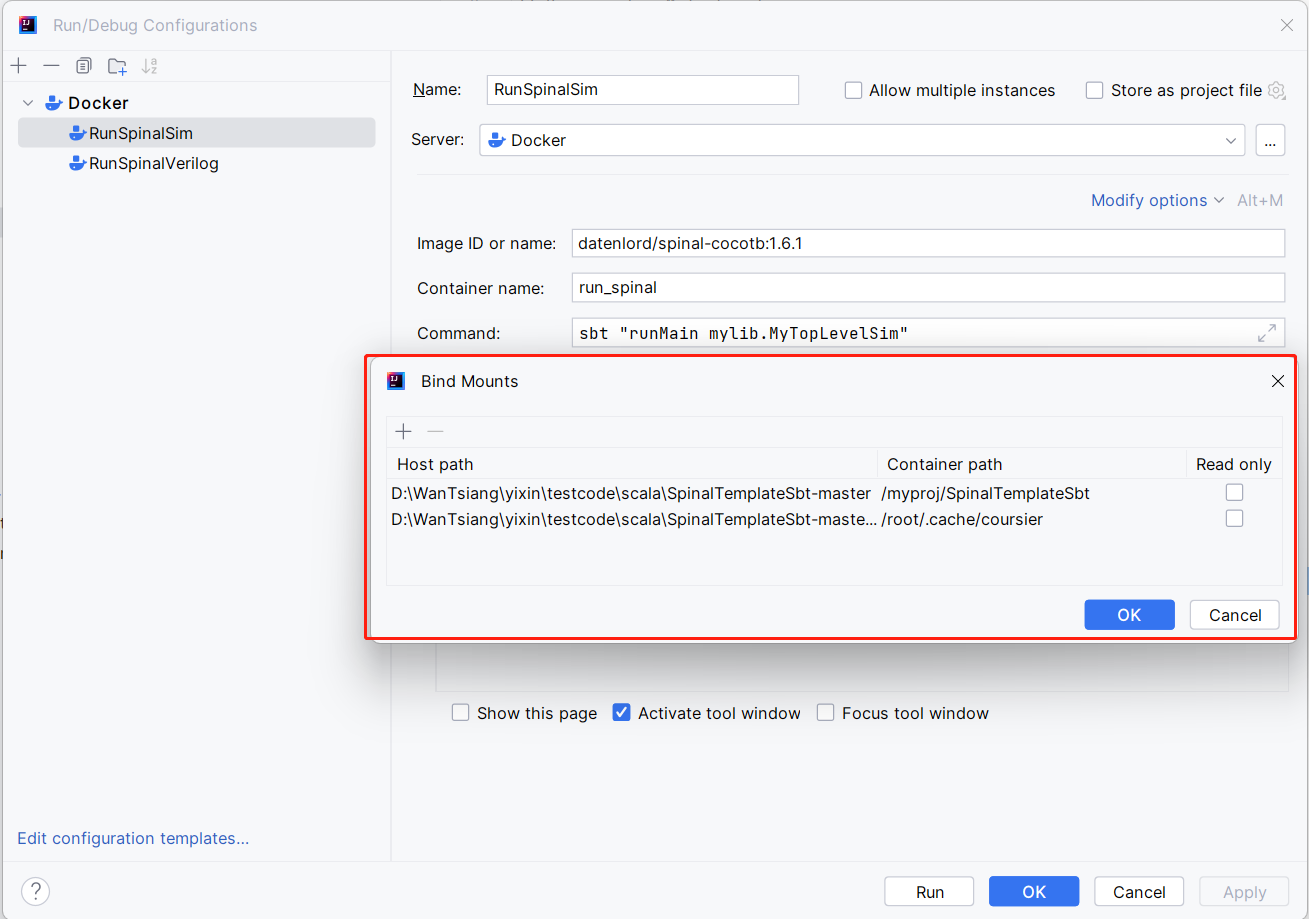 Run/Debug Configurations
Docker
RunSpinalSim
RunSpinalVerilog
Edit configuration templates...
Name: RunSpinalSim Allow multiple instances Store as project file
Server: Docker ...
Modify options Alt+M
Image ID or name: datenlord/spinal-cocotb:1.6.1
Container name: run_spinal
Command: sbt "runMain mylib.MyTopLevelSim"
Bind Mounts
Host path Container path Read only
D:\WanTsiang\yixin\testcode\scala\SpinalTemplateSbt-master /myproj/SpinalTemplateSbt
D:\WanTsiang\yixin\testcode\scala\SpinalTemplateSbt-maste... /root/.cache/coursier
OK Cancel
Show this page Activate tool window Focus tool window
? Run OK Cancel Apply